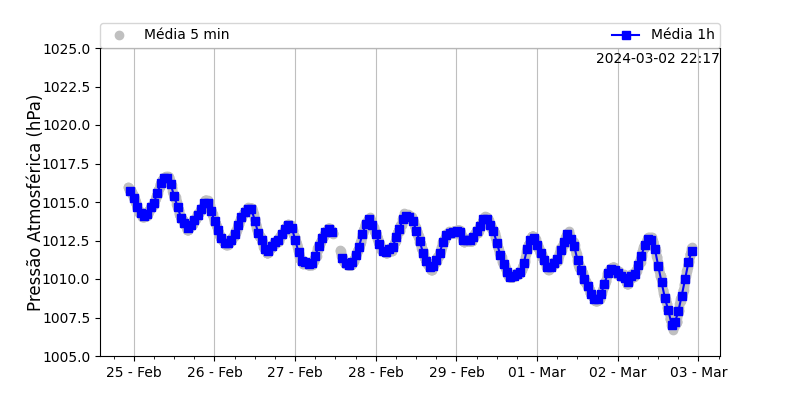 Média 5 min
Média 1h
2024-03-02 22:17
Pressão Atmosférica (hPa)
1025.0
1022.5
1020.0
1017.5
1015.0
1012.5
1010.0
1007.5
1005.0
25 - Feb
26 - Feb
27 - Feb
28 - Feb
29 - Feb
01 - Mar
02 - Mar
03 - Mar